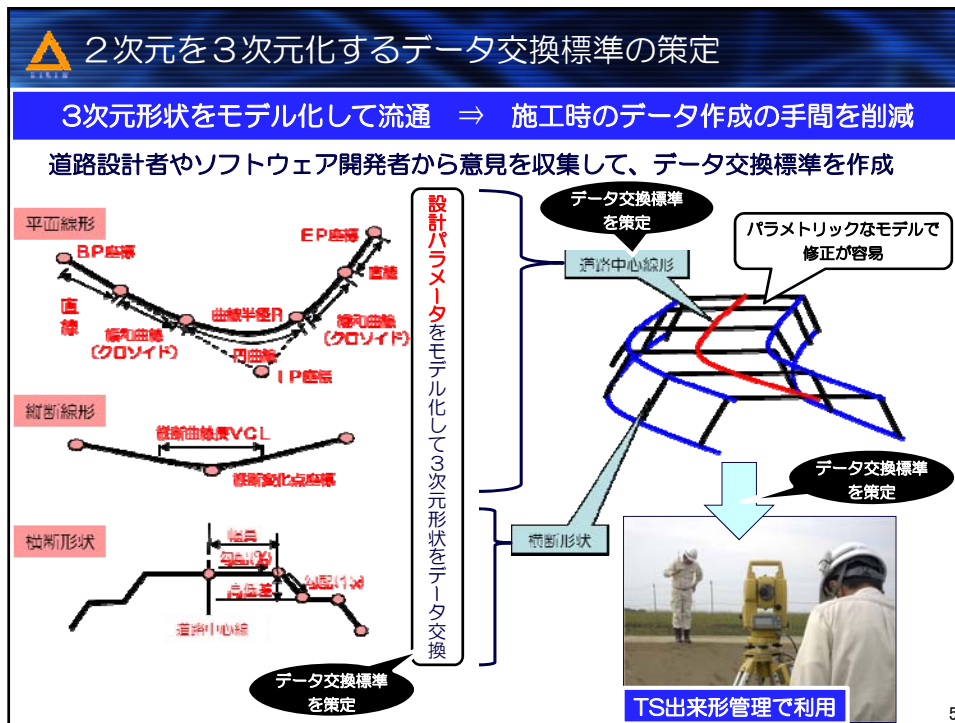 ２次元を３次元化するデータ交換標準の策定
3次元形状をモデル化して流通　⇒　施工時のデータ作成の手間を削減
道路設計者やソフトウェア開発者から意見を収集して、データ交換標準を作成
平面線形
BP座標
EP座標
直線
直線
緩和曲線
(クロソイド)
曲線半径R
円曲線
緩和曲線
(クロソイド)
IP座標
縦断線形
縦断曲線長VCL
縦断変化点座標
横断形状
幅員
勾配(%)
高低差
道路中心線
設計パラメータをモデル化して3次元形状をデータ交換
データ交換標準
を策定
データ交換標準
を策定
道路中心線形
パラメトリックなモデルで
修正が容易
横断形状
データ交換標準
を策定
TS出来形管理で利用
5